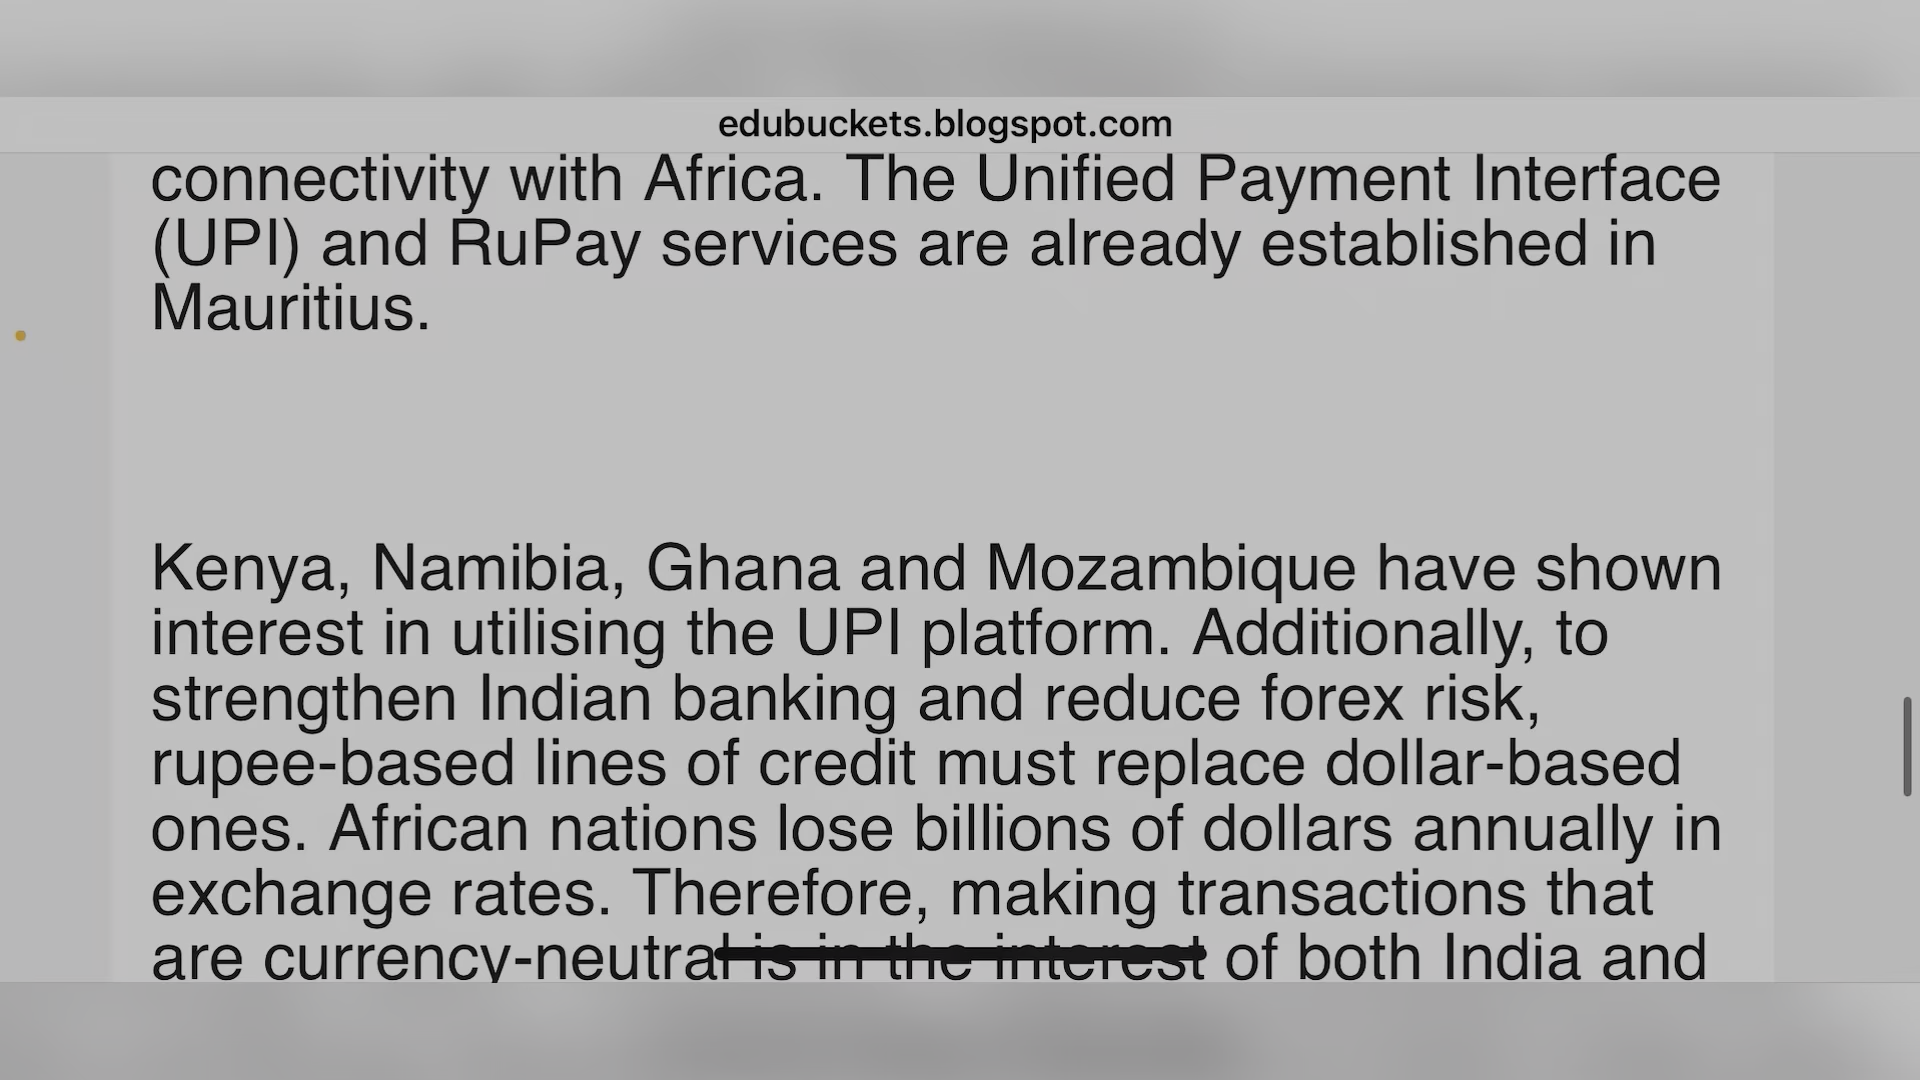 edubuckets.blogspot.com
connectivity with Africa. The Unified Payment Interface
(UPI) and RuPay services are already established in
Mauritius.
Kenya, Namibia, Ghana and Mozambique have shown
interest in utilising the UPI platform. Additionally, to
strengthen Indian banking and reduce forex risk,
rupee-based lines of credit must replace dollar-based
ones. African nations lose billions of dollars annually in
exchange rates. Therefore, making transactions that
are currency-neutral is in the interest of both India and